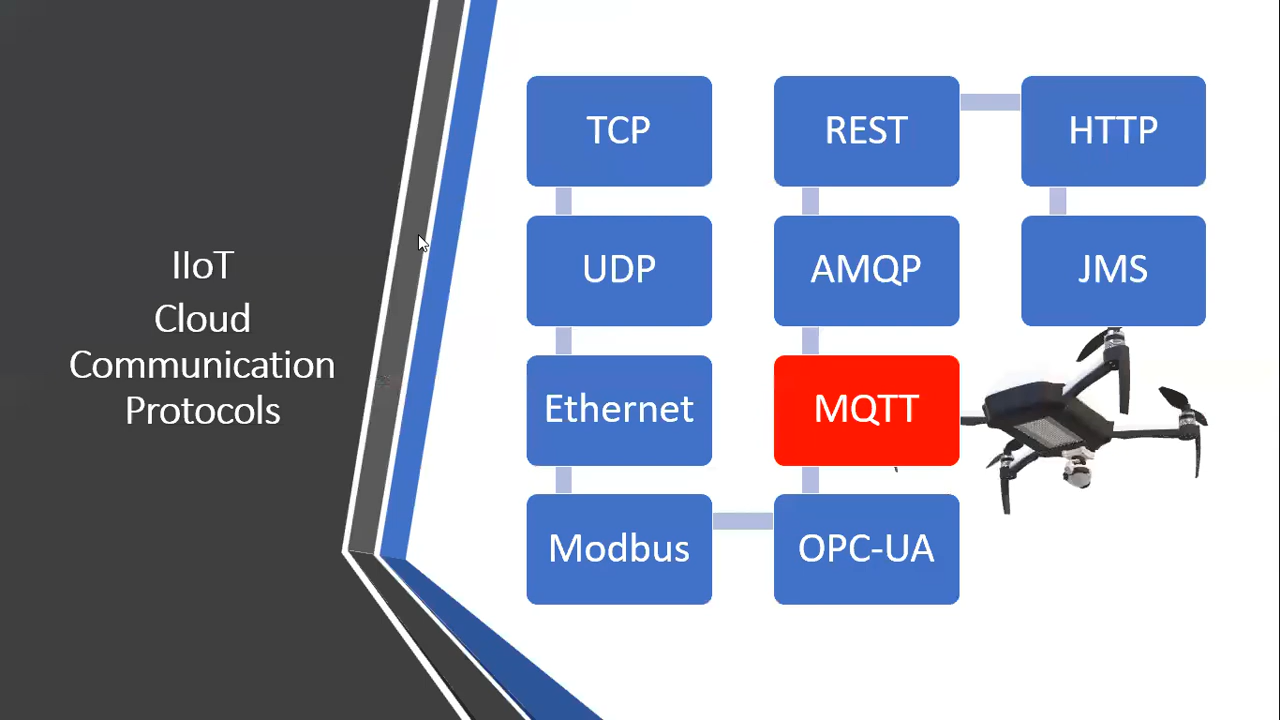 IIoT
Cloud
Communication
Protocols
TCP
UDP
Ethernet
Modbus
OPC-UA
MQTT
AMQP
REST
HTTP
JMS